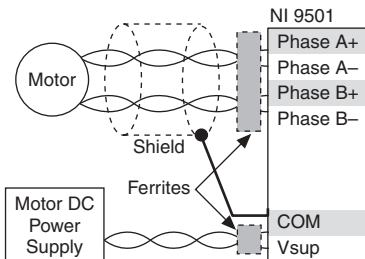 NI 9501
Phase A+
Phase A–
Phase B+
Phase B–
Motor
Shield
Ferrites
Motor DC
Power
Supply
COM
Vsup